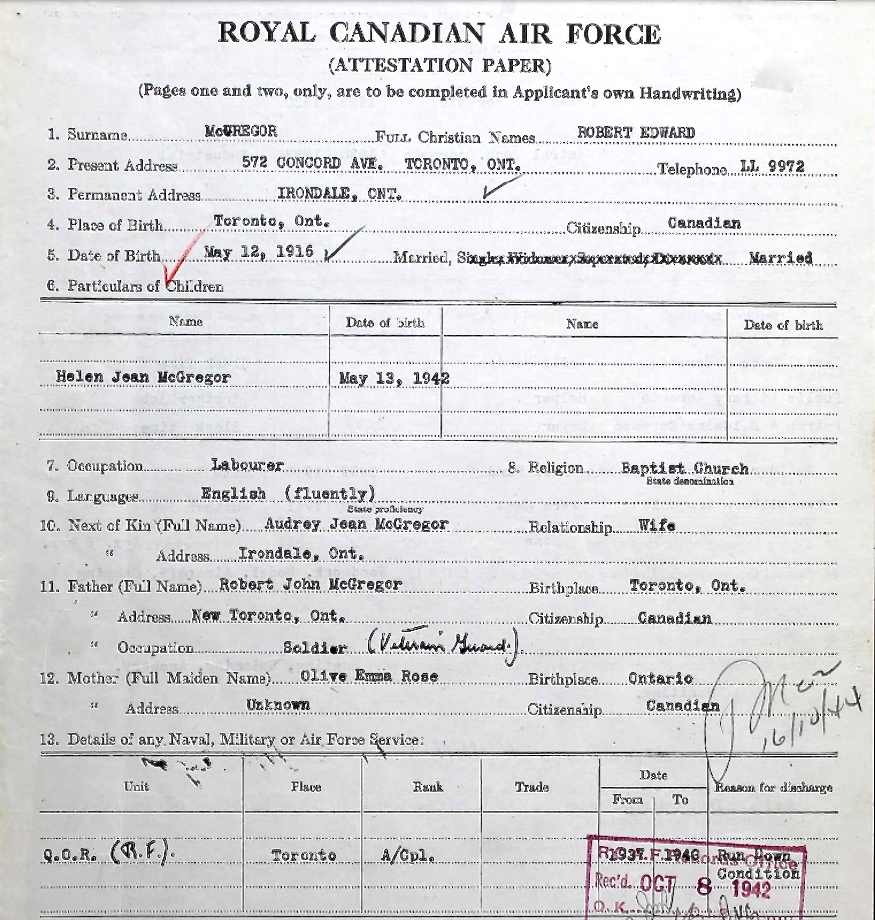 ROYAL CANADIAN AIR FORCE
(ATTESTATION PAPER)
(Pages one and two, only, are to be completed in Applicant's own Handwriting)
1. Surname McGREGOR FULL Christian Names ROBERT EDWARD
2. Present Address 572 CONCORD AVE. TORONTO, ONT. Telephone LL 9972
3. Permanent Address IRONDALE, ONT.
4. Place of Birth Toronto, Ont. Citizenship Canadian
5. Date of Birth May 12, 1916 Married, Single, Widower, Separated, Divorced Married
6. Particulars of Children
Name Date of birth Name Date of birth
Helen Jean McGregor May 13, 1942
7. Occupation Labourer 8. Religion Baptist Church
State denomination
9. Languages English (fluently)
State proficiency
10. Next of Kin (Full Name) Audrey Jean McGregor Relationship Wife
" Address Irondale, Ont.
11. Father (Full Name) Robert John McGregor Birthplace Toronto, Ont.
" Address New Toronto, Ont. Citizenship Canadian
" Occupation Soldier (Veteran's Guard.)
12. Mother (Full Maiden Name) Olive Emma Rose Birthplace Ontario
" Address Unknown Citizenship Canadian
16/10/44
13. Details of any Naval, Military or Air Force Service:
Unit Place Rank Trade Date Reason for discharge
From To
Q.O.R. (R.F.). Toronto A/Cpl. 1937 1940 Run Down
Condition
Rec'd. OCT 8 1942
O.K.